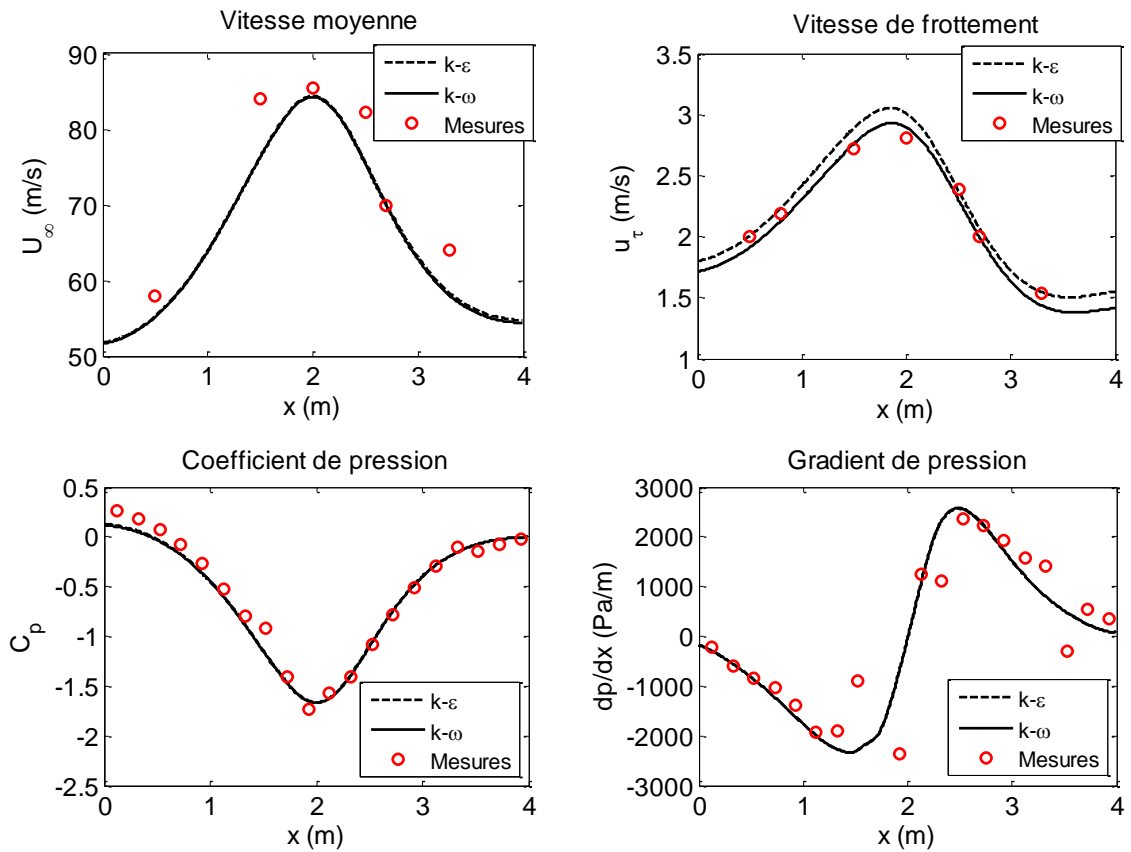 Vitesse moyenne
90
80
70
60
50
0
1
2
3
4
U∞ (m/s)
x (m)
k-ε
k-ω
Mesures
Vitesse de frottement
3.5
3
2.5
2
1.5
1
0
1
2
3
4
uτ (m/s)
x (m)
k-ε
k-ω
Mesures
Coefficient de pression
0.5
0
-0.5
-1
-1.5
-2
-2.5
0
1
2
3
4
Cp
x (m)
k-ε
k-ω
Mesures
Gradient de pression
3000
2000
1000
0
-1000
-2000
-3000
0
1
2
3
4
dp/dx (Pa/m)
x (m)
k-ε
k-ω
Mesures